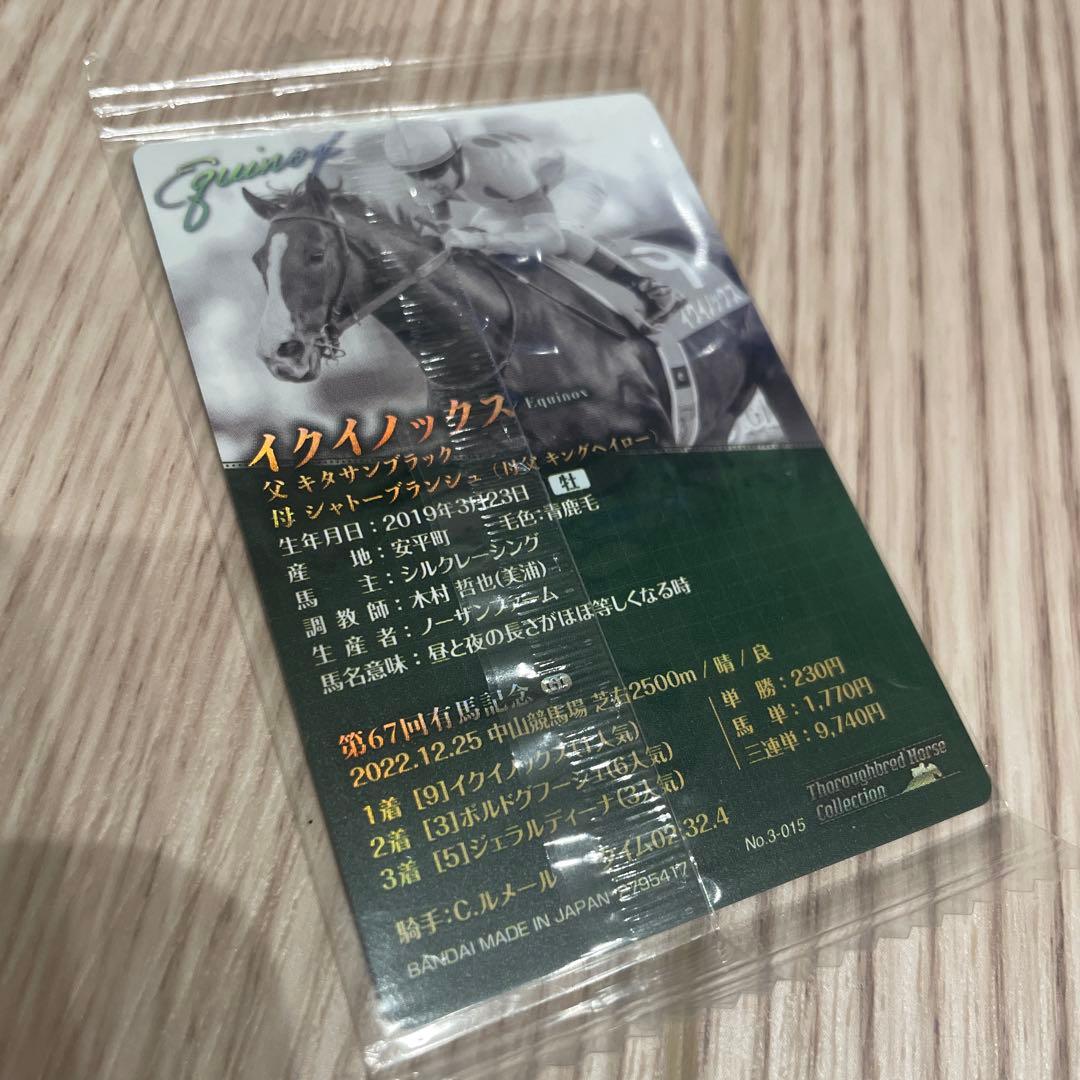 Equinox
イクイノックス
イクイノックス Equinox
父 キタサンブラック
母 シャトーブランシュ (母父 キングヘイロー)
生年月日:2019年3月23日 牡
産 地:安平町 毛色:青鹿毛
馬 主:シルクレーシング
調教師:木村 哲也(美浦)
生産者:ノーザンファーム
馬名意味:昼と夜の長さがほぼ等しくなる時
第67回有馬記念 G1
2022.12.25 中山競馬場 芝右2500m / 晴 / 良
1着 [9]イクイノックス(1人気)
2着 [3]ボルドグフーシュ(6人気)
3着 [5]ジェラルディーナ(3人気)
単 勝:230円
馬 単:1,770円
三連単:9,740円
騎手:C.ルメール タイム02:32.4
BANDAI MADE IN JAPAN 2795417
No.3-015
Thoroughbred Horse
Collection